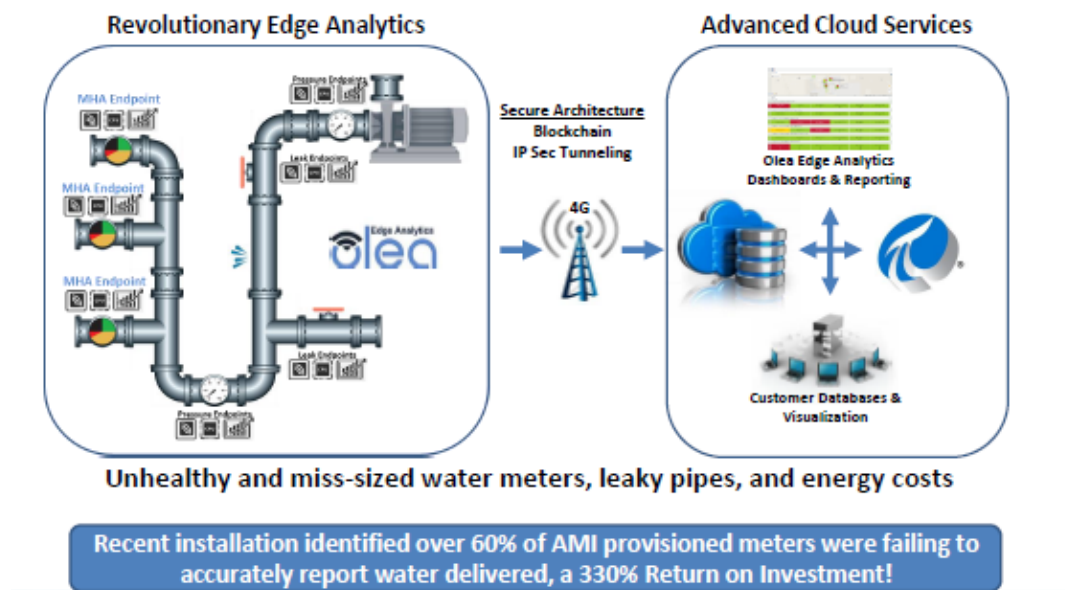 Revolutionary Edge Analytics
Advanced Cloud Services
MHA Endpoint
MHA Endpoint
MHA Endpoint
Pressure Endpoints
Leak Endpoints
Edge Analytics
olea
Leak Endpoints
Pressure Endpoints
Secure Architecture
Blockchain
IP Sec Tunneling
4G
Olea Edge Analytics
Dashboards & Reporting
®
Customer Databases &
Visualization
Unhealthy and miss-sized water meters, leaky pipes, and energy costs
Recent installation identified over 60% of AMI provisioned meters were failing to
accurately report water delivered, a 330% Return on Investment!